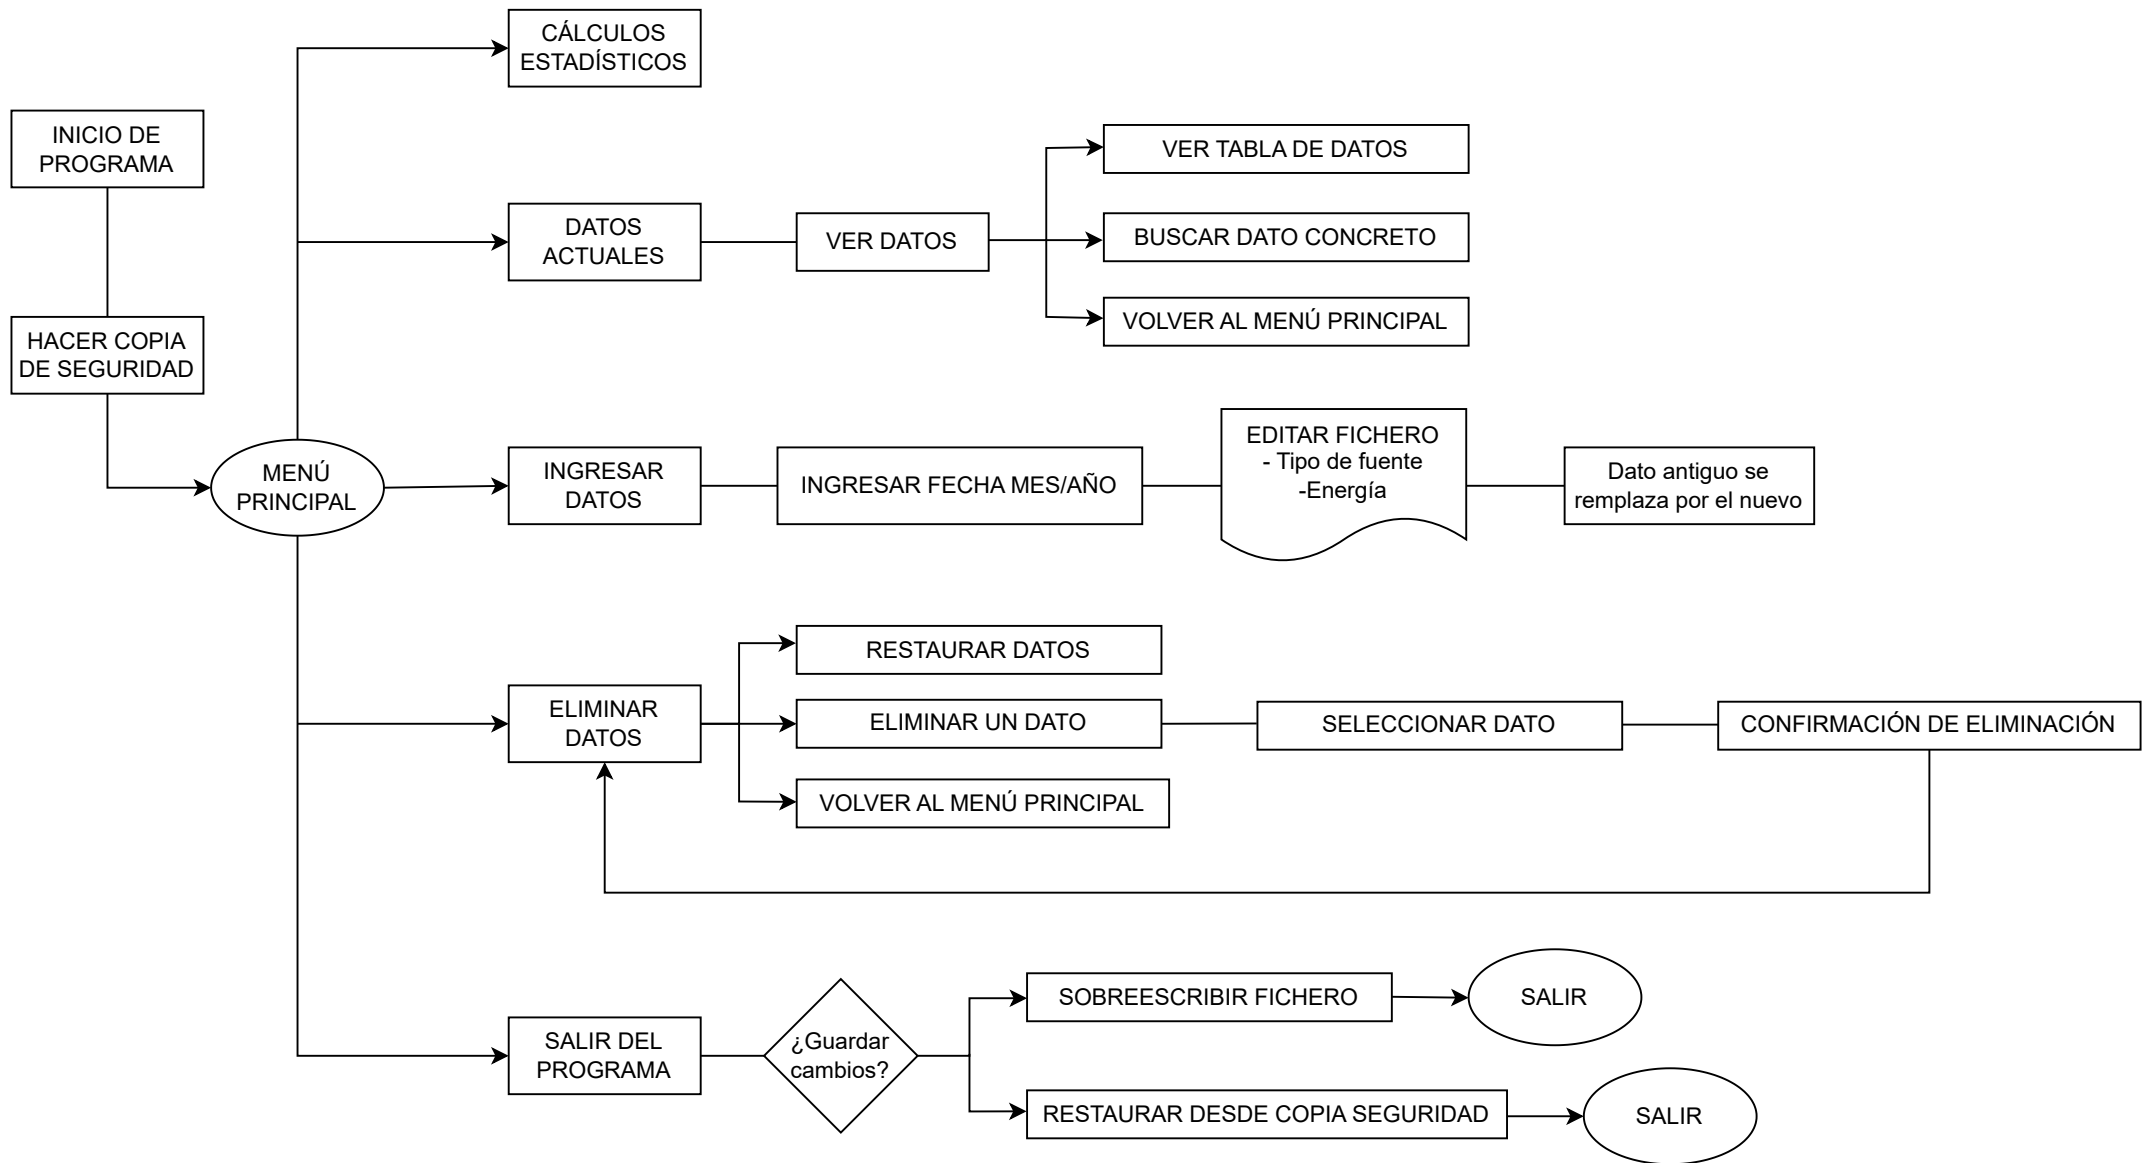 CÁLCULOS
ESTADÍSTICOS
INICIO DE
PROGRAMA
VER TABLA DE DATOS
DATOS
ACTUALES
VER DATOS
BUSCAR DATO CONCRETO
VOLVER AL MENÚ PRINCIPAL
HACER COPIA
DE SEGURIDAD
MENÚ
PRINCIPAL
INGRESAR
DATOS
INGRESAR FECHA MES/AÑO
EDITAR FICHERO
- Tipo de fuente
-Energía
Dato antiguo se
remplaza por el nuevo
RESTAURAR DATOS
ELIMINAR
DATOS
ELIMINAR UN DATO
SELECCIONAR DATO
CONFIRMACIÓN DE ELIMINACIÓN
VOLVER AL MENÚ PRINCIPAL
SALIR DEL
PROGRAMA
¿Guardar
cambios?
SOBREESCRIBIR FICHERO
SALIR
RESTAURAR DESDE COPIA SEGURIDAD
SALIR